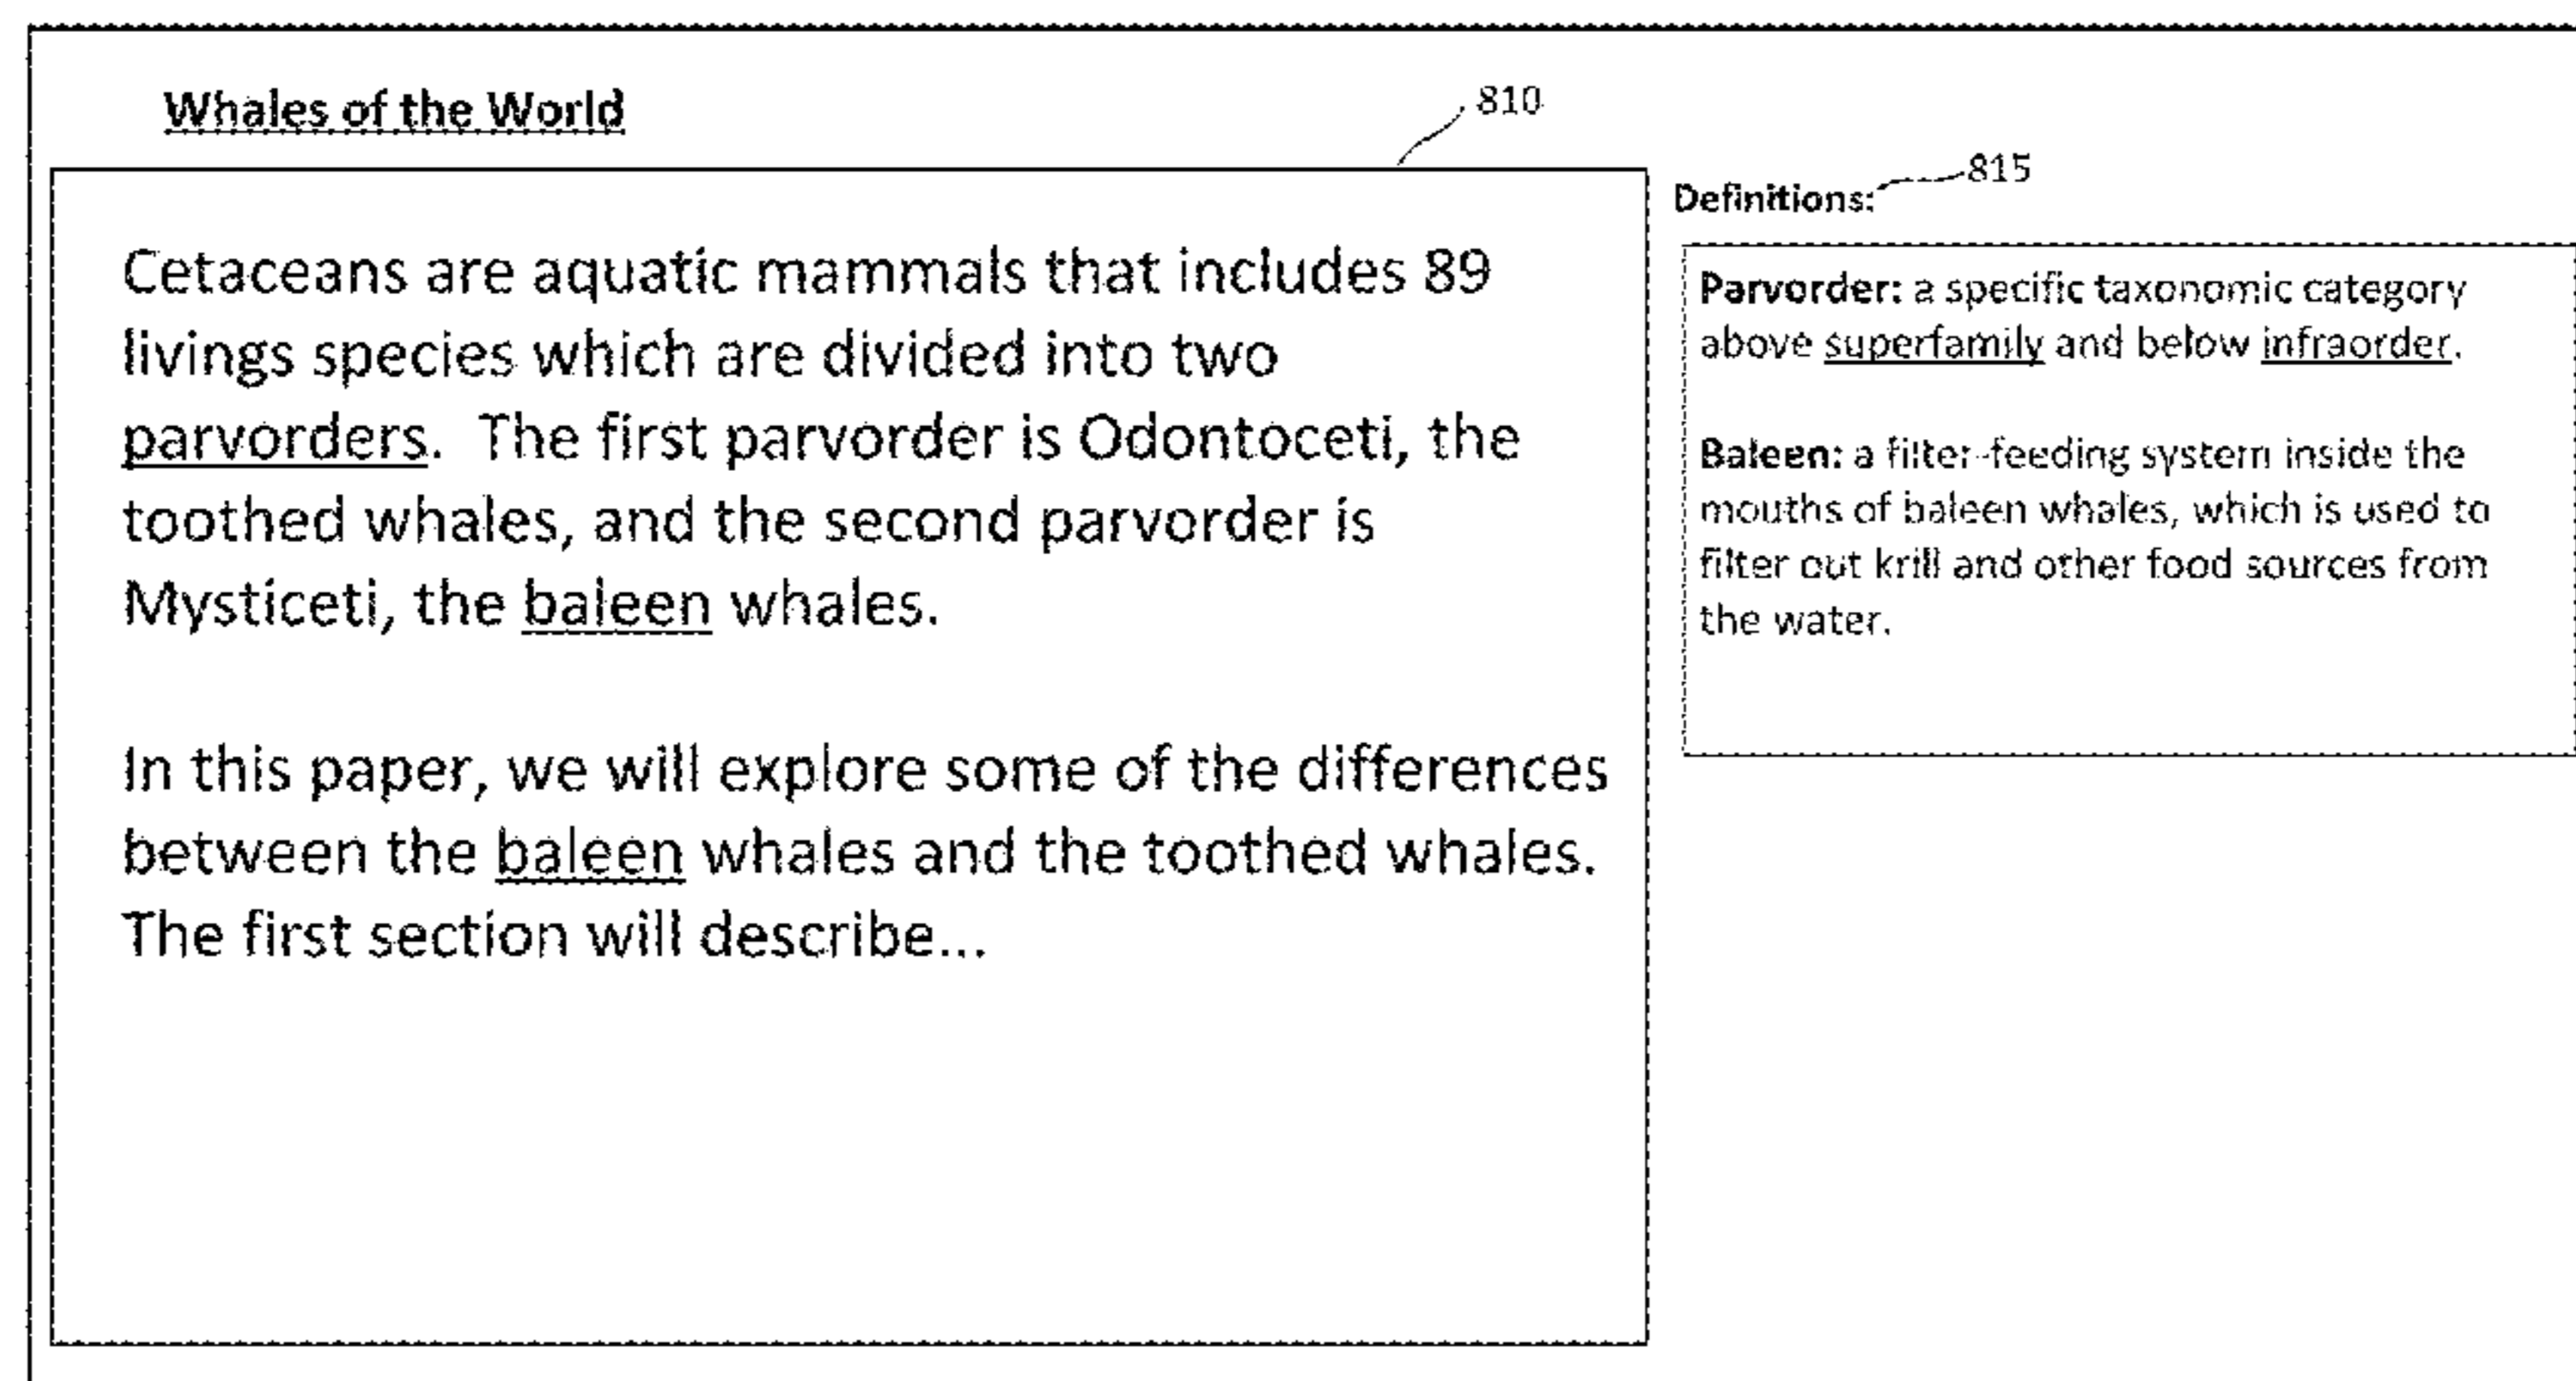 Whales of the World
810
Cetaceans are aquatic mammals that includes 89
livings species which are divided into two
parvorders. The first parvorder is Odontoceti, the
toothed whales, and the second parvorder is
Mysticeti, the baleen whales.
In this paper, we will explore some of the differences
between the baleen whales and the toothed whales.
The first section will describe...
815
Definitions:
Parvorder: a specific taxonomic category
above superfamily and below infraorder.
Baleen: a filter-feeding system inside the
mouths of baleen whales, which is used to
filter out krill and other food sources from
the water.